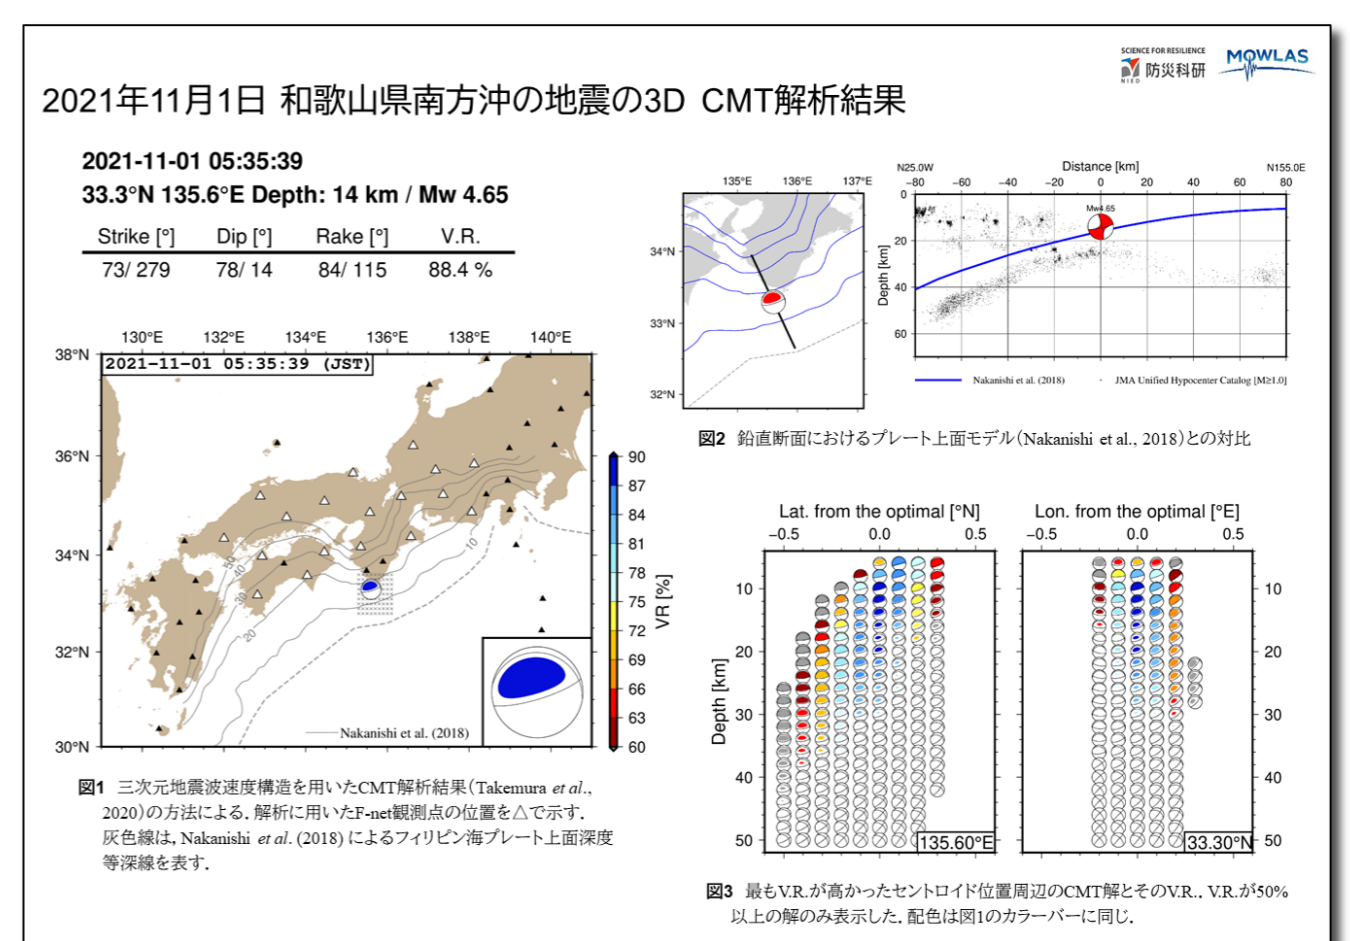 SCIENCE FOR RESILIENCE
NIED 防災科研 MOWLAS
2021年11月1日 和歌山県南方沖の地震の3D CMT解析結果
2021-11-01 05:35:39
33.3°N 135.6°E Depth: 14 km / Mw 4.65
Strike [°] Dip [°] Rake [°] V.R.
73/ 279 78/ 14 84/ 115 88.4 %
130°E 132°E 134°E 136°E 138°E 140°E
38°N
2021-11-01 05:35:39 (JST)
36°N
34°N
32°N
30°N
50
40
30
20
10
Nakanishi et al. (2018)
90
87
84
81
78
75
72
69
66
63
60
VR [%]
図1 三次元地震波速度構造を用いたCMT解析結果(Takemura et al.,
2020)の方法による. 解析に用いたF-net観測点の位置を△で示す.
灰色線は, Nakanishi et al. (2018) によるフィリピン海プレート上面深度
等深線を表す.
135°E 136°E 137°E
34°N
33°N
32°N
N25.0W Distance [km] N155.0E
−80 −60 −40 −20 0 20 40 60 80
0
20
40
60
Depth [km]
Mw4.65
Nakanishi et al. (2018) JMA Unified Hypocenter Catalog [M≥1.0]
図2 鉛直断面におけるプレート上面モデル(Nakanishi et al., 2018)との対比
Lat. from the optimal [°N] Lon. from the optimal [°E]
−0.5 0.0 0.5 −0.5 0.0 0.5
10 10
20 20
30 30
40 40
50 50
Depth [km]
135.60°E 33.30°N
図3 最もV.R.が高かったセントロイド位置周辺のCMT解とそのV.R.. V.R.が50%
以上の解のみ表示した. 配色は図1のカラーバーに同じ.